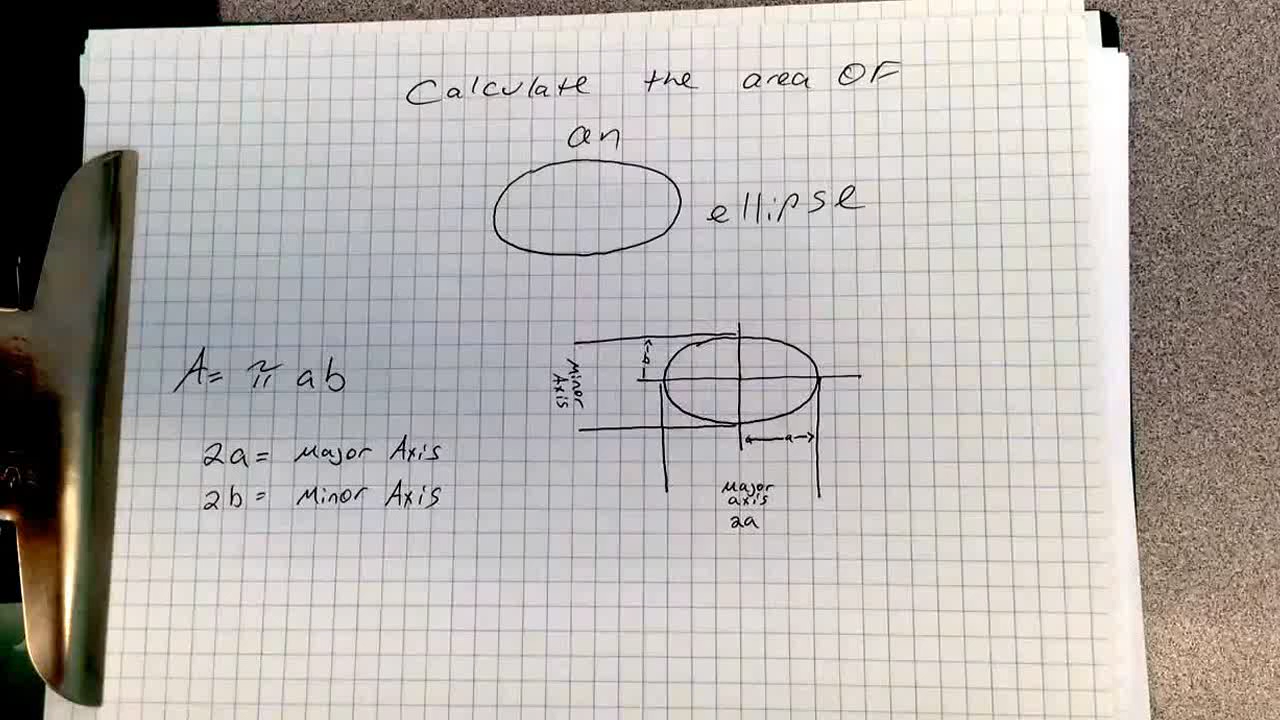 Calculate the area OF
an
ellipse
A= π ab
2a= Major Axis
2b= Minor Axis
Minor
Axis
a
Major
axis
2a